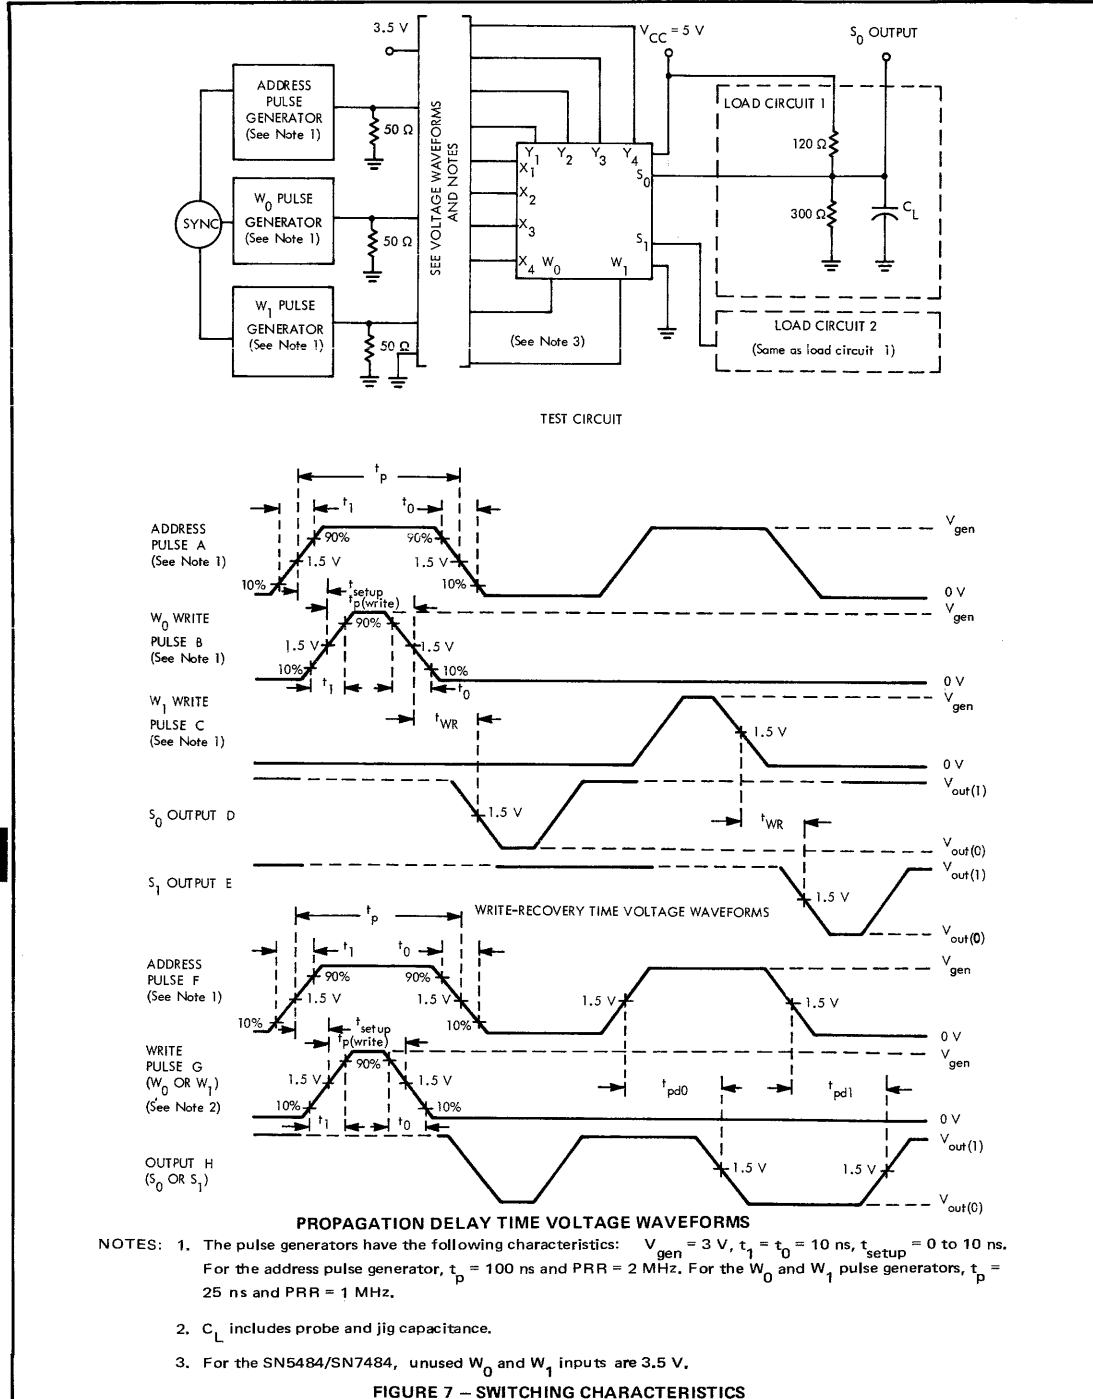 3.5 V
V_CC = 5 V
S_0 OUTPUT
ADDRESS
PULSE
GENERATOR
(See Note 1)
50 Ω
SYNC
W_0 PULSE
GENERATOR
(See Note 1)
50 Ω
W_1 PULSE
GENERATOR
(See Note 1)
50 Ω
SEE VOLTAGE WAVEFORMS
AND NOTES
Y_1 Y_2 Y_3 Y_4
X_1
X_2
X_3
X_4
W_0 W_1
S_0
S_1
(See Note 3)
LOAD CIRCUIT 1
120 Ω
300 Ω
C_L
LOAD CIRCUIT 2
(Same as load circuit 1)
TEST CIRCUIT
t_p
t_1 t_0
ADDRESS
PULSE A
(See Note 1)
90% 90%
1.5 V 1.5 V
10% 10%
V_gen
0 V
t_setup
t_p(write)
W_0 WRITE
PULSE B
(See Note 1)
90%
1.5 V 1.5 V
10% 10%
t_1 t_0
V_gen
0 V
W_1 WRITE
PULSE C
(See Note 1)
t_WR
1.5 V
V_gen
0 V
S_0 OUTPUT D
1.5 V
t_WR
V_out(1)
V_out(0)
S_1 OUTPUT E
1.5 V
V_out(1)
V_out(0)
WRITE-RECOVERY TIME VOLTAGE WAVEFORMS
t_p
t_1 t_0
ADDRESS
PULSE F
(See Note 1)
90% 90%
1.5 V 1.5 V 1.5 V 1.5 V
10% 10%
V_gen
0 V
t_setup
t_p(write)
WRITE
PULSE G
(W_0 OR W_1)
(See Note 2)
90%
1.5 V 1.5 V
10% 10%
t_1 t_0
t_pd0 t_pd1
V_gen
0 V
OUTPUT H
(S_0 OR S_1)
1.5 V 1.5 V
V_out(1)
V_out(0)
PROPAGATION DELAY TIME VOLTAGE WAVEFORMS
NOTES: 1. The pulse generators have the following characteristics: V_gen = 3 V, t_1 = t_0 = 10 ns, t_setup = 0 to 10 ns.
For the address pulse generator, t_p = 100 ns and PRR = 2 MHz. For the W_0 and W_1 pulse generators, t_p =
25 ns and PRR = 1 MHz.
2. C_L includes probe and jig capacitance.
3. For the SN5484/SN7484, unused W_0 and W_1 inputs are 3.5 V.
FIGURE 7 – SWITCHING CHARACTERISTICS